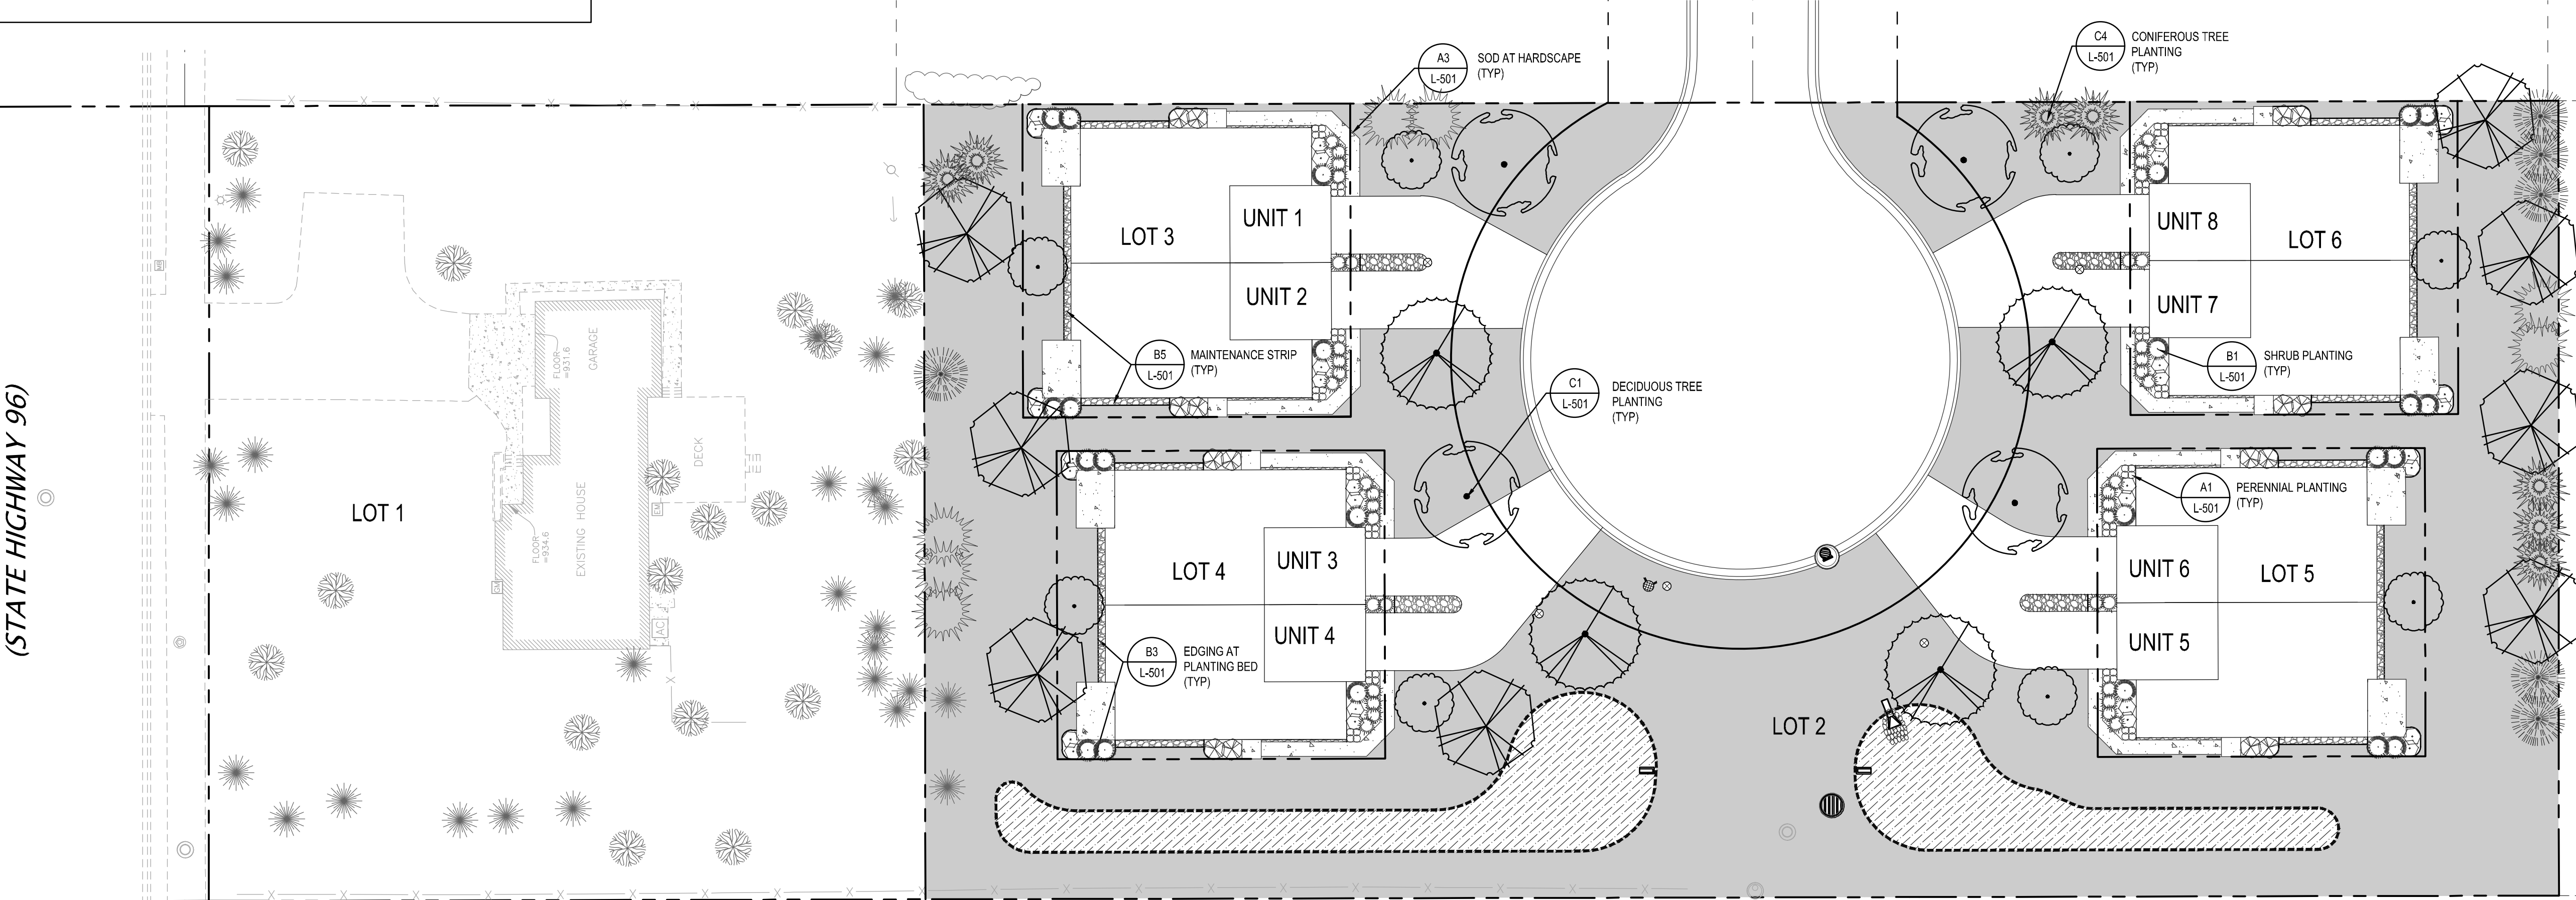 (STATE HIGHWAY 96)
A3
L-501
SOD AT HARDSCAPE
(TYP)
C4
L-501
CONIFEROUS TREE
PLANTING
(TYP)
LOT 3
UNIT 1
UNIT 2
B5
L-501
MAINTENANCE STRIP
(TYP)
UNIT 8
LOT 6
UNIT 7
B1
L-501
SHRUB PLANTING
(TYP)
C1
L-501
DECIDUOUS TREE
PLANTING
(TYP)
LOT 1
FLOOR
=931.6
GARAGE
DECK
FLOOR
=934.6
EXISTING HOUSE
AC
EM
GM
MB
LOT 4
UNIT 3
UNIT 4
B3
L-501
EDGING AT
PLANTING BED
(TYP)
A1
L-501
PERENNIAL PLANTING
(TYP)
UNIT 6
LOT 5
UNIT 5
LOT 2